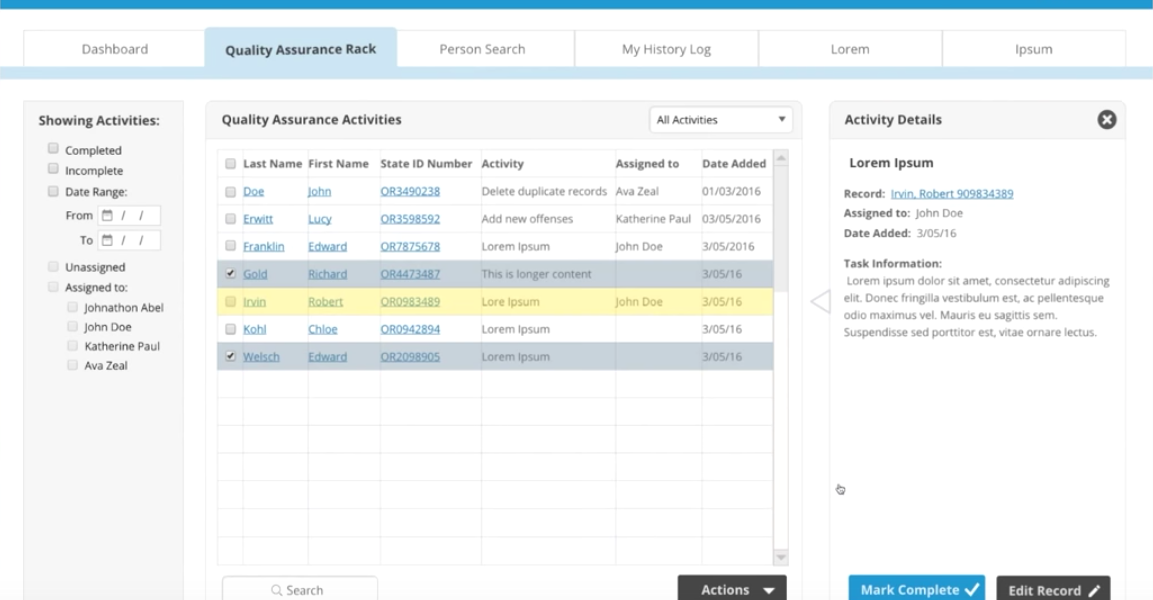 Dashboard
Quality Assurance Rack
Person Search
My History Log
Lorem
Ipsum
Showing Activities:
Completed
Incomplete
Date Range:
From / /
To / /
Unassigned
Assigned to:
Johnathon Abel
John Doe
Katherine Paul
Ava Zeal
Quality Assurance Activities
All Activities
Last Name First Name State ID Number Activity Assigned to Date Added
Doe John OR3490238 Delete duplicate records Ava Zeal 01/03/2016
Erwitt Lucy OR3598592 Add new offenses Katherine Paul 03/05/2016
Franklin Edward OR7875678 Lorem Ipsum John Doe 3/05/2016
Gold Richard OR4473487 This is longer content 3/05/16
Irvin Robert OR0983489 Lore Ipsum John Doe 3/05/16
Kohl Chloe OR0942894 Lorem Ipsum 3/05/16
Welsch Edward OR2098905 Lorem Ipsum 3/05/16
Search
Actions
Activity Details
Lorem Ipsum
Record: Irvin, Robert 909834389
Assigned to: John Doe
Date Added: 3/05/16
Task Information:
Lorem ipsum dolor sit amet, consectetur adipiscing
elit. Donec fringilla vestibulum est, ac pellentesque
odio maximus vel. Mauris eu sagittis sem.
Suspendisse sed porttitor est, vitae ornare lectus.
Mark Complete
Edit Record